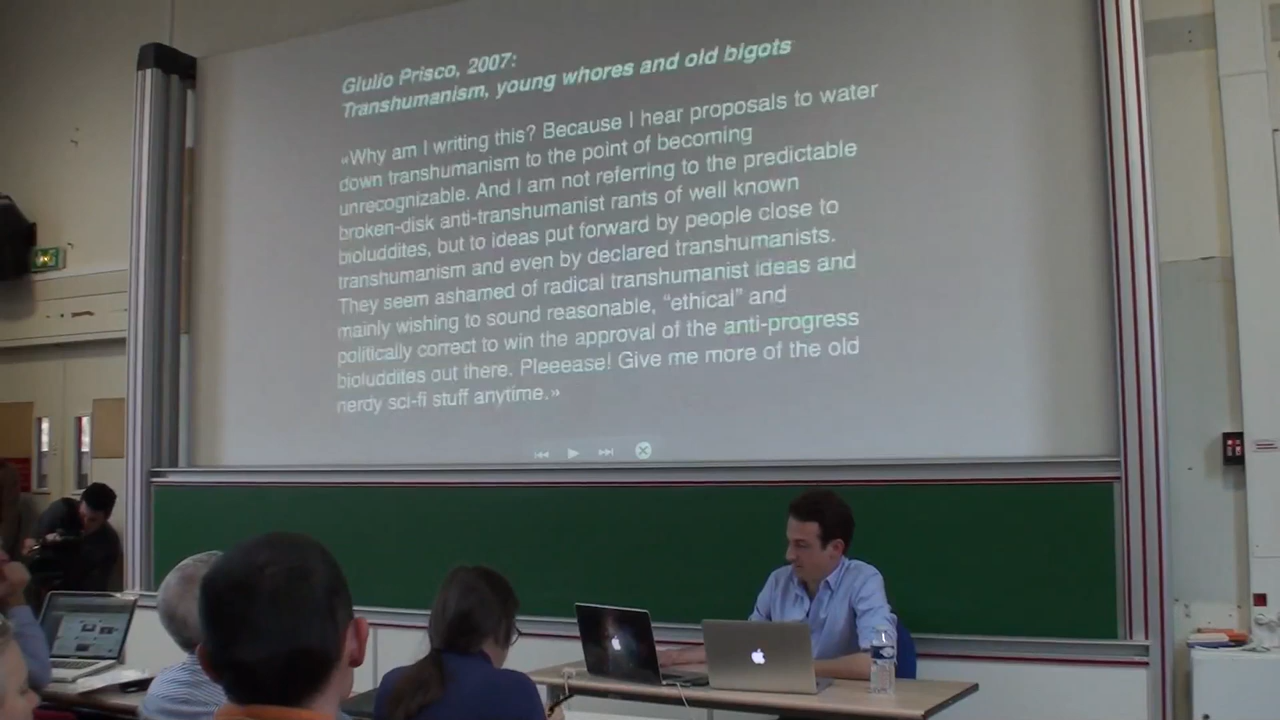 Giulio Prisco, 2007:
Transhumanism, young whores and old bigots
«Why am I writing this? Because I hear proposals to water
down transhumanism to the point of becoming
unrecognizable. And I am not referring to the predictable
broken-disk anti-transhumanist rants of well known
bioluddites, but to ideas put forward by people close to
transhumanism and even by declared transhumanists.
They seem ashamed of radical transhumanist ideas and
mainly wishing to sound reasonable, “ethical” and
politically correct to win the approval of the anti-progress
bioluddites out there. Pleeease! Give me more of the old
nerdy sci-fi stuff anytime.»